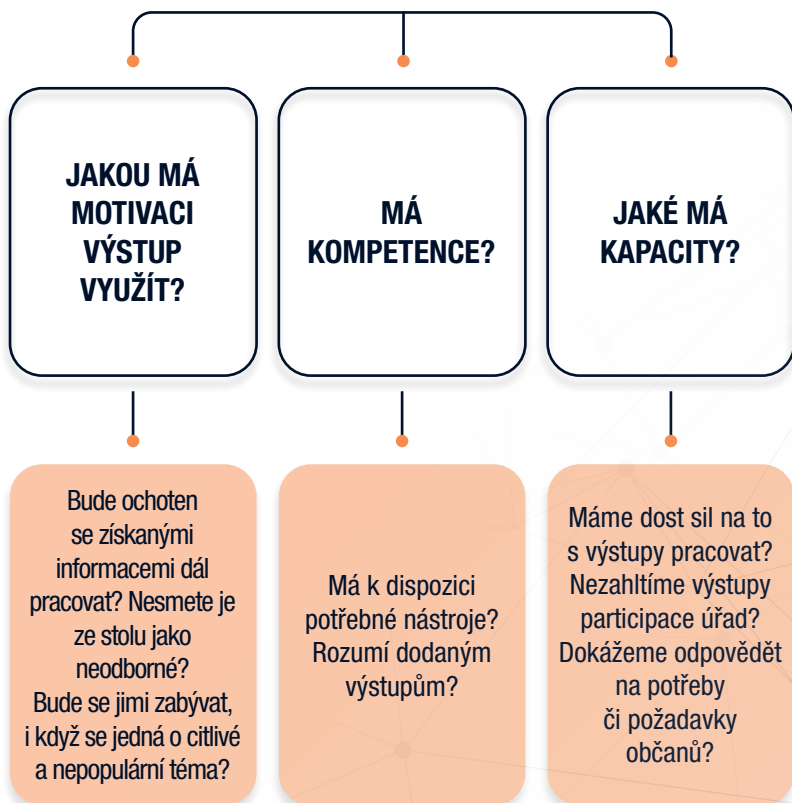 JAKOU MÁ
MOTIVACI
VÝSTUP
VYUŽÍT?
MÁ
KOMPETENCE?
JAKÉ MÁ
KAPACITY?
Bude ochoten
se získanými
informacemi dál
pracovat? Nesmete je
ze stolu jako
neodborné?
Bude se jimi zabývat,
i když se jedná o citlivé
a nepopulární téma?
Má k dispozici
potřebné nástroje?
Rozumí dodaným
výstupům?
Máme dost sil na to
s výstupy pracovat?
Nezahltíme výstupy
participace úřad?
Dokážeme odpovědět
na potřeby
či požadavky
občanů?